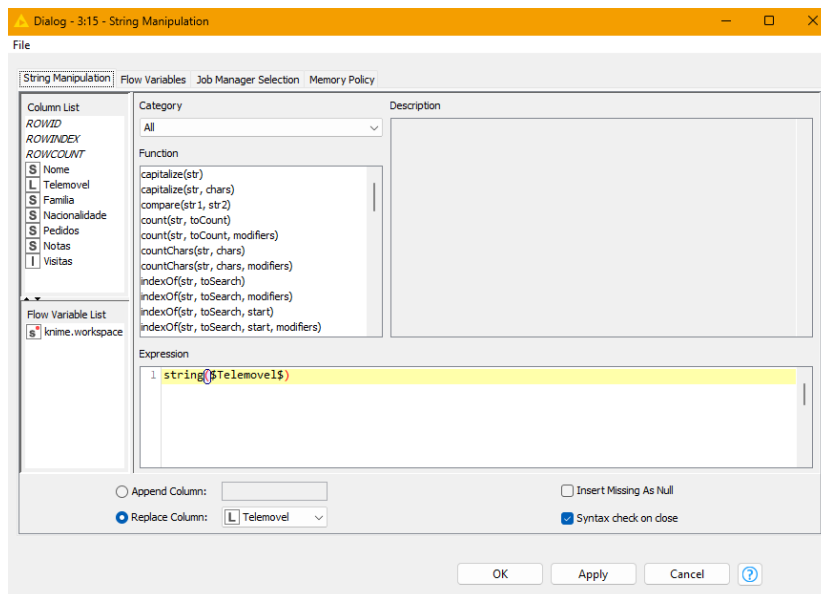 Dialog - 3:15 - String Manipulation
File
String Manipulation Flow Variables Job Manager Selection Memory Policy
Column List
ROWID
ROWINDEX
ROWCOUNT
S Nome
L Telemovel
S Familia
S Nacionalidade
S Pedidos
S Notas
I Visitas
Flow Variable List
s knime.workspace
Category
All
Function
capitalize(str)
capitalize(str, chars)
compare(str1, str2)
count(str, toCount)
count(str, toCount, modifiers)
countChars(str, chars)
countChars(str, chars, modifiers)
indexOf(str, toSearch)
indexOf(str, toSearch, modifiers)
indexOf(str, toSearch, start)
indexOf(str, toSearch, start, modifiers)
Description
Expression
1 string($Telemovel$)
Append Column:
Replace Column: L Telemovel
Insert Missing As Null
Syntax check on close
OK Apply Cancel ?